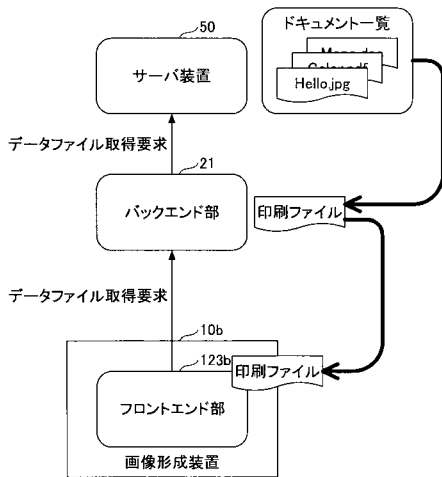 50
ドキュメント一覧
サーバ装置
Hello.jpg
データファイル取得要求
21
バックエンド部
印刷ファイル
データファイル取得要求
10b
123b
印刷ファイル
フロントエンド部
画像形成装置